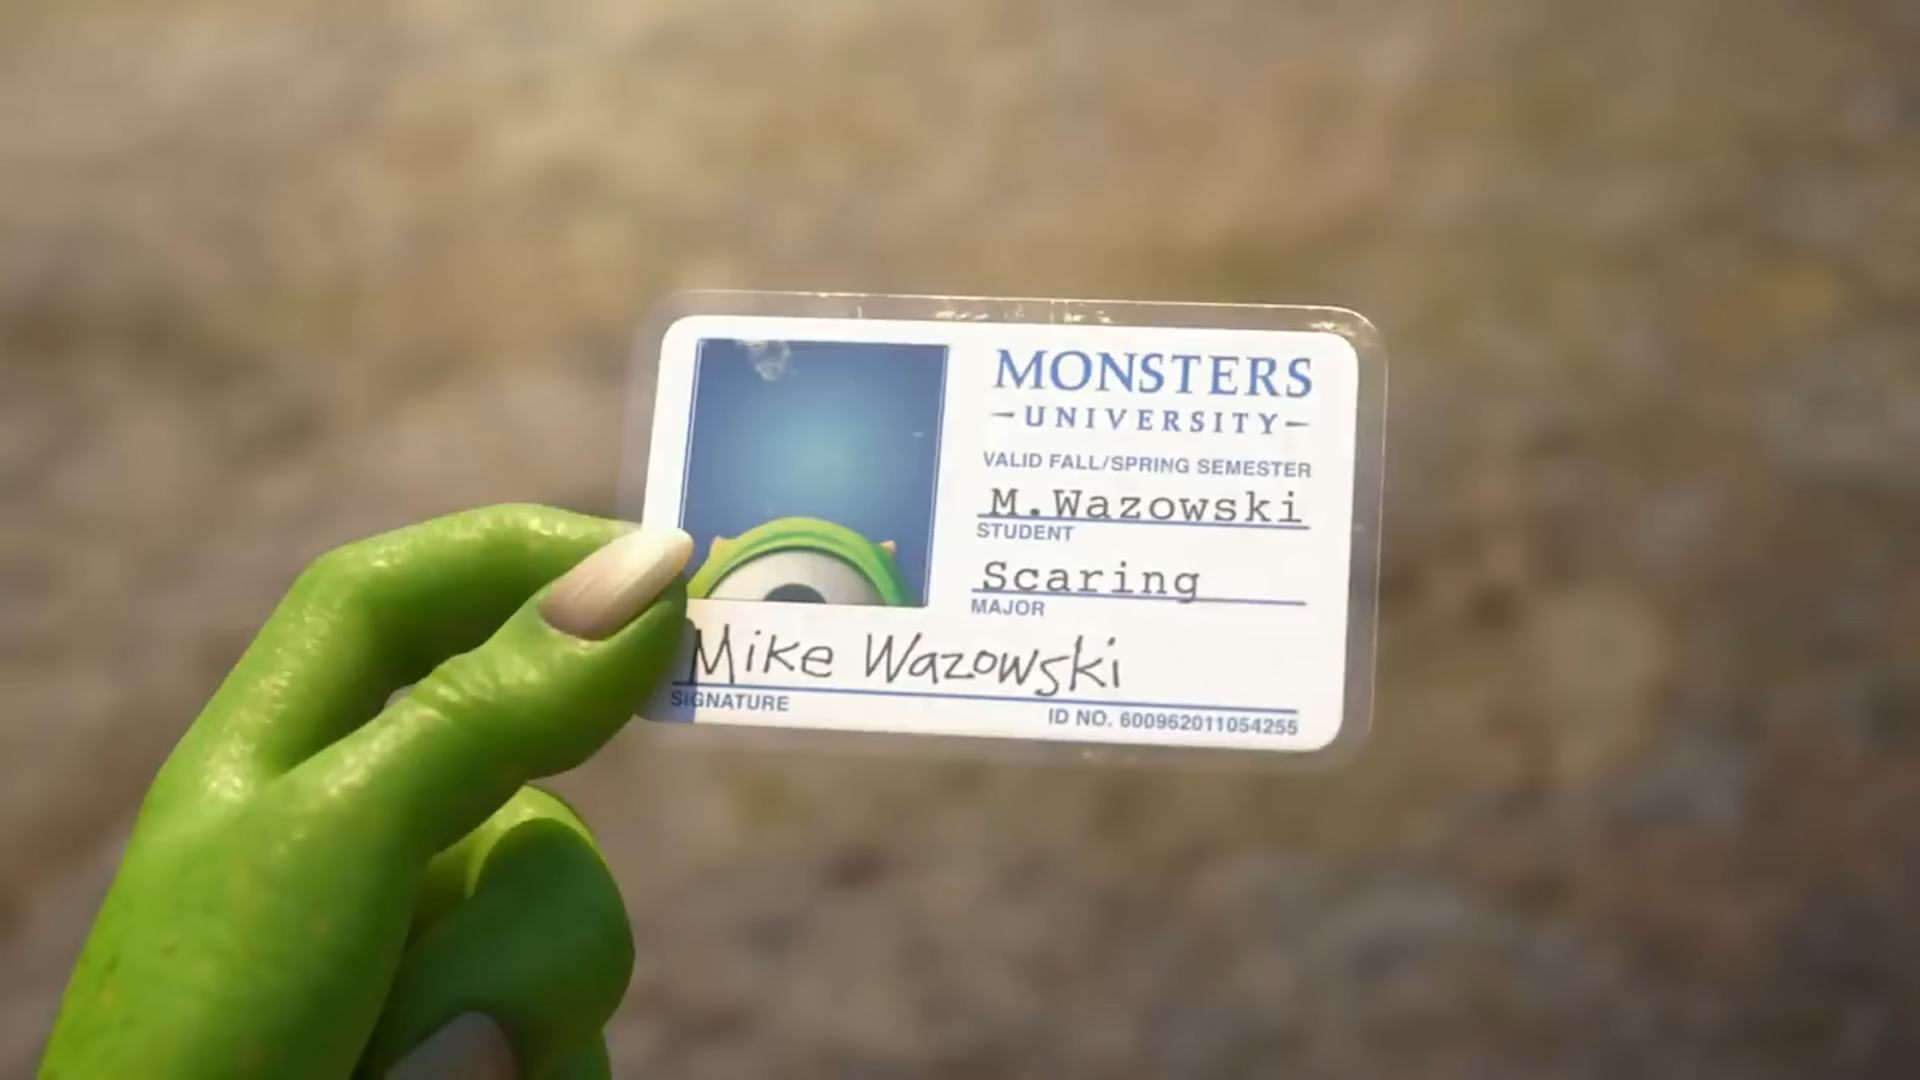 MONSTERS
-UNIVERSITY-
VALID FALL/SPRING SEMESTER
M.Wazowski
STUDENT
Scaring
MAJOR
Mike Wazowski
SIGNATURE
ID NO. 600962011054255